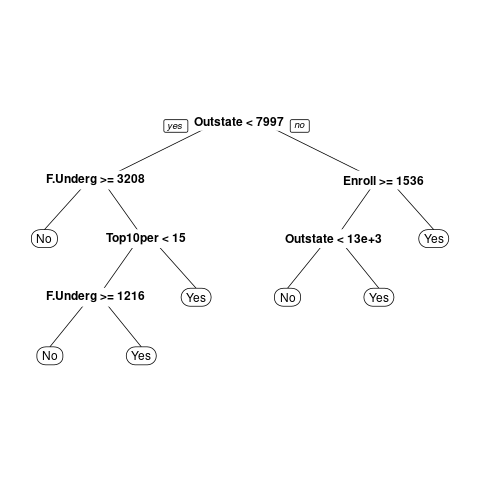 yes Outstate < 7997 no
F.Underg >= 3208 Enroll >= 1536
No Top10per < 15 Outstate < 13e+3 Yes
F.Underg >= 1216 Yes No Yes
No Yes